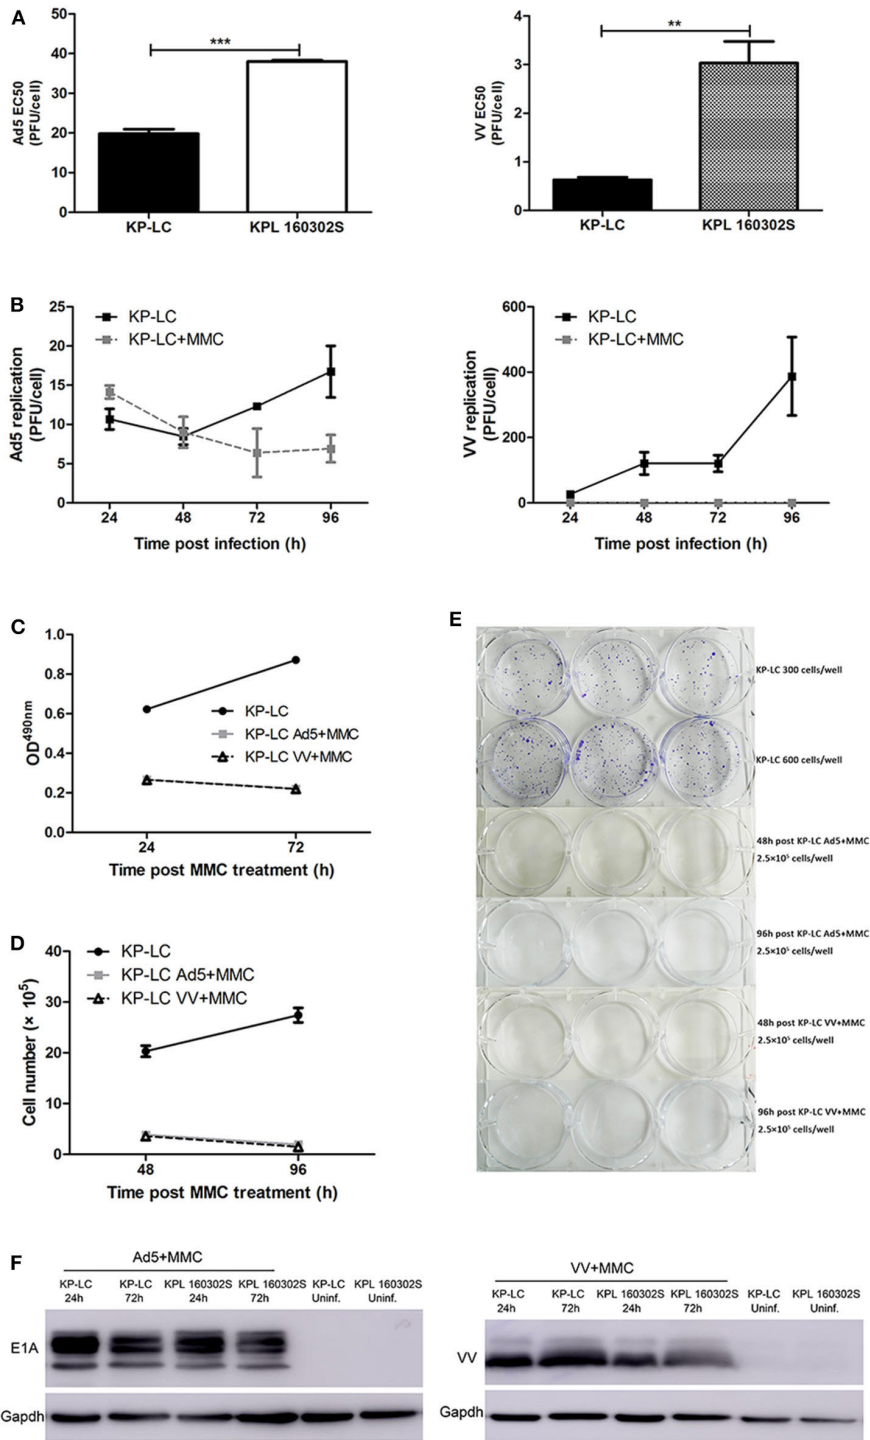 A
Ad5 EC50
(PFU/cell)
50
40
30
20
10
0
***
KP-LC
KPL 160302S
VV EC50
(PFU/cell)
4
3
2
1
0
**
KP-LC
KPL 160302S
B
Ad5 replication
(PFU/cell)
25
20
15
10
5
0
KP-LC
KP-LC+MMC
24
48
72
96
Time post infection (h)
VV replication
(PFU/cell)
600
400
200
0
KP-LC
KP-LC+MMC
24
48
72
96
Time post infection (h)
C
OD490nm
1.0
0.8
0.6
0.4
0.2
0.0
KP-LC
KP-LC Ad5+MMC
KP-LC VV+MMC
24
72
Time post MMC treatment (h)
D
Cell number (× 10⁵)
40
30
20
10
0
KP-LC
KP-LC Ad5+MMC
KP-LC VV+MMC
48
96
Time post MMC treatment (h)
E
KP-LC 300 cells/well
KP-LC 600 cells/well
48h post KP-LC Ad5+MMC
2.5×10⁵ cells/well
96h post KP-LC Ad5+MMC
2.5×10⁵ cells/well
48h post KP-LC VV+MMC
2.5×10⁵ cells/well
96h post KP-LC VV+MMC
2.5×10⁵ cells/well
F
Ad5+MMC
KP-LC KP-LC KPL 160302S KPL 160302S KP-LC KPL 160302S
24h 72h 24h 72h Uninf. Uninf.
E1A
Gapdh
VV+MMC
KP-LC KP-LC KPL 160302S KPL 160302S KP-LC KPL 160302S
24h 72h 24h 72h Uninf. Uninf.
VV
Gapdh